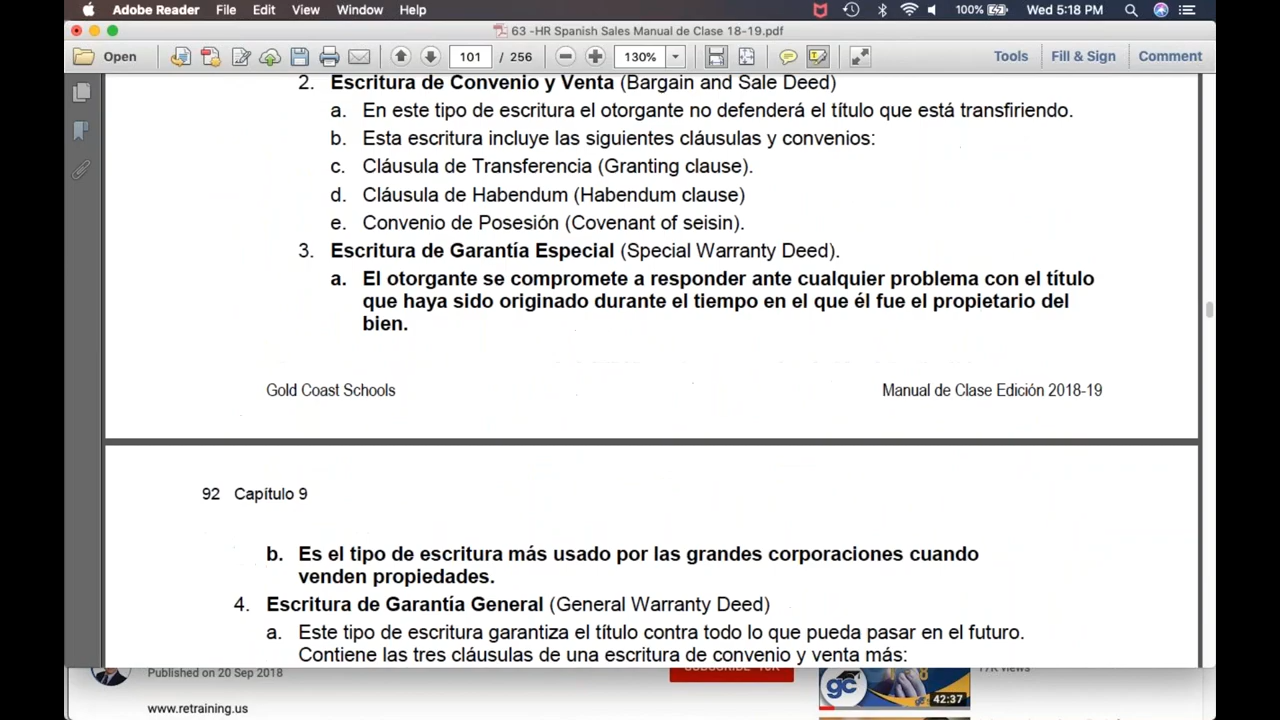 Adobe Reader File Edit View Window Help 100% Wed 5:18 PM
63 -HR Spanish Sales Manual de Clase 18-19.pdf
Open 101 / 256 130% Tools Fill & Sign Comment
2. Escritura de Convenio y Venta (Bargain and Sale Deed)
a. En este tipo de escritura el otorgante no defenderá el título que está transfiriendo.
b. Esta escritura incluye las siguientes cláusulas y convenios:
c. Cláusula de Transferencia (Granting clause).
d. Cláusula de Habendum (Habendum clause)
e. Convenio de Posesión (Covenant of seisin).
3. Escritura de Garantía Especial (Special Warranty Deed).
a. El otorgante se compromete a responder ante cualquier problema con el título
que haya sido originado durante el tiempo en el que él fue el propietario del
bien.
Gold Coast Schools Manual de Clase Edición 2018-19
92 Capítulo 9
b. Es el tipo de escritura más usado por las grandes corporaciones cuando
venden propiedades.
4. Escritura de Garantía General (General Warranty Deed)
a. Este tipo de escritura garantiza el título contra todo lo que pueda pasar en el futuro.
Contiene las tres cláusulas de una escritura de convenio y venta más:
Published on 20 Sep 2018
gc 42:37
www.retraining.us